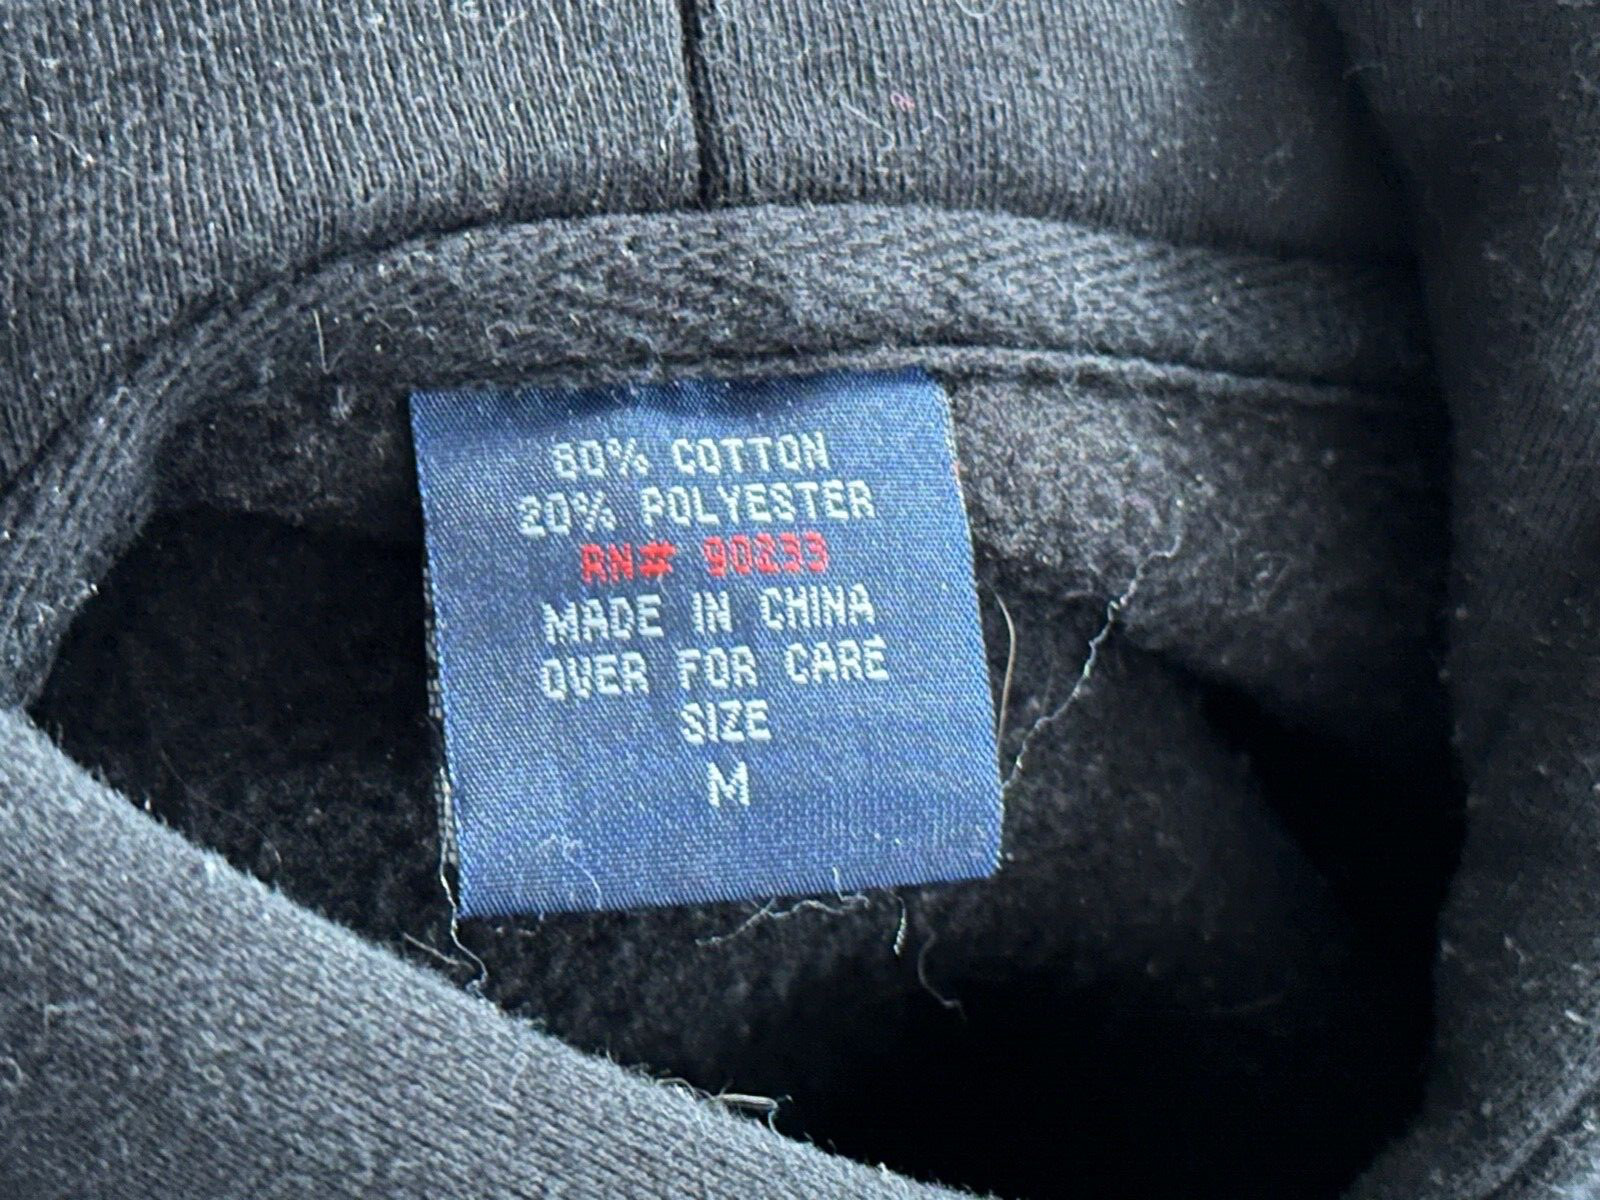 80% COTTON
20% POLYESTER
RN# 90233
MADE IN CHINA
OVER FOR CARE
SIZE
M